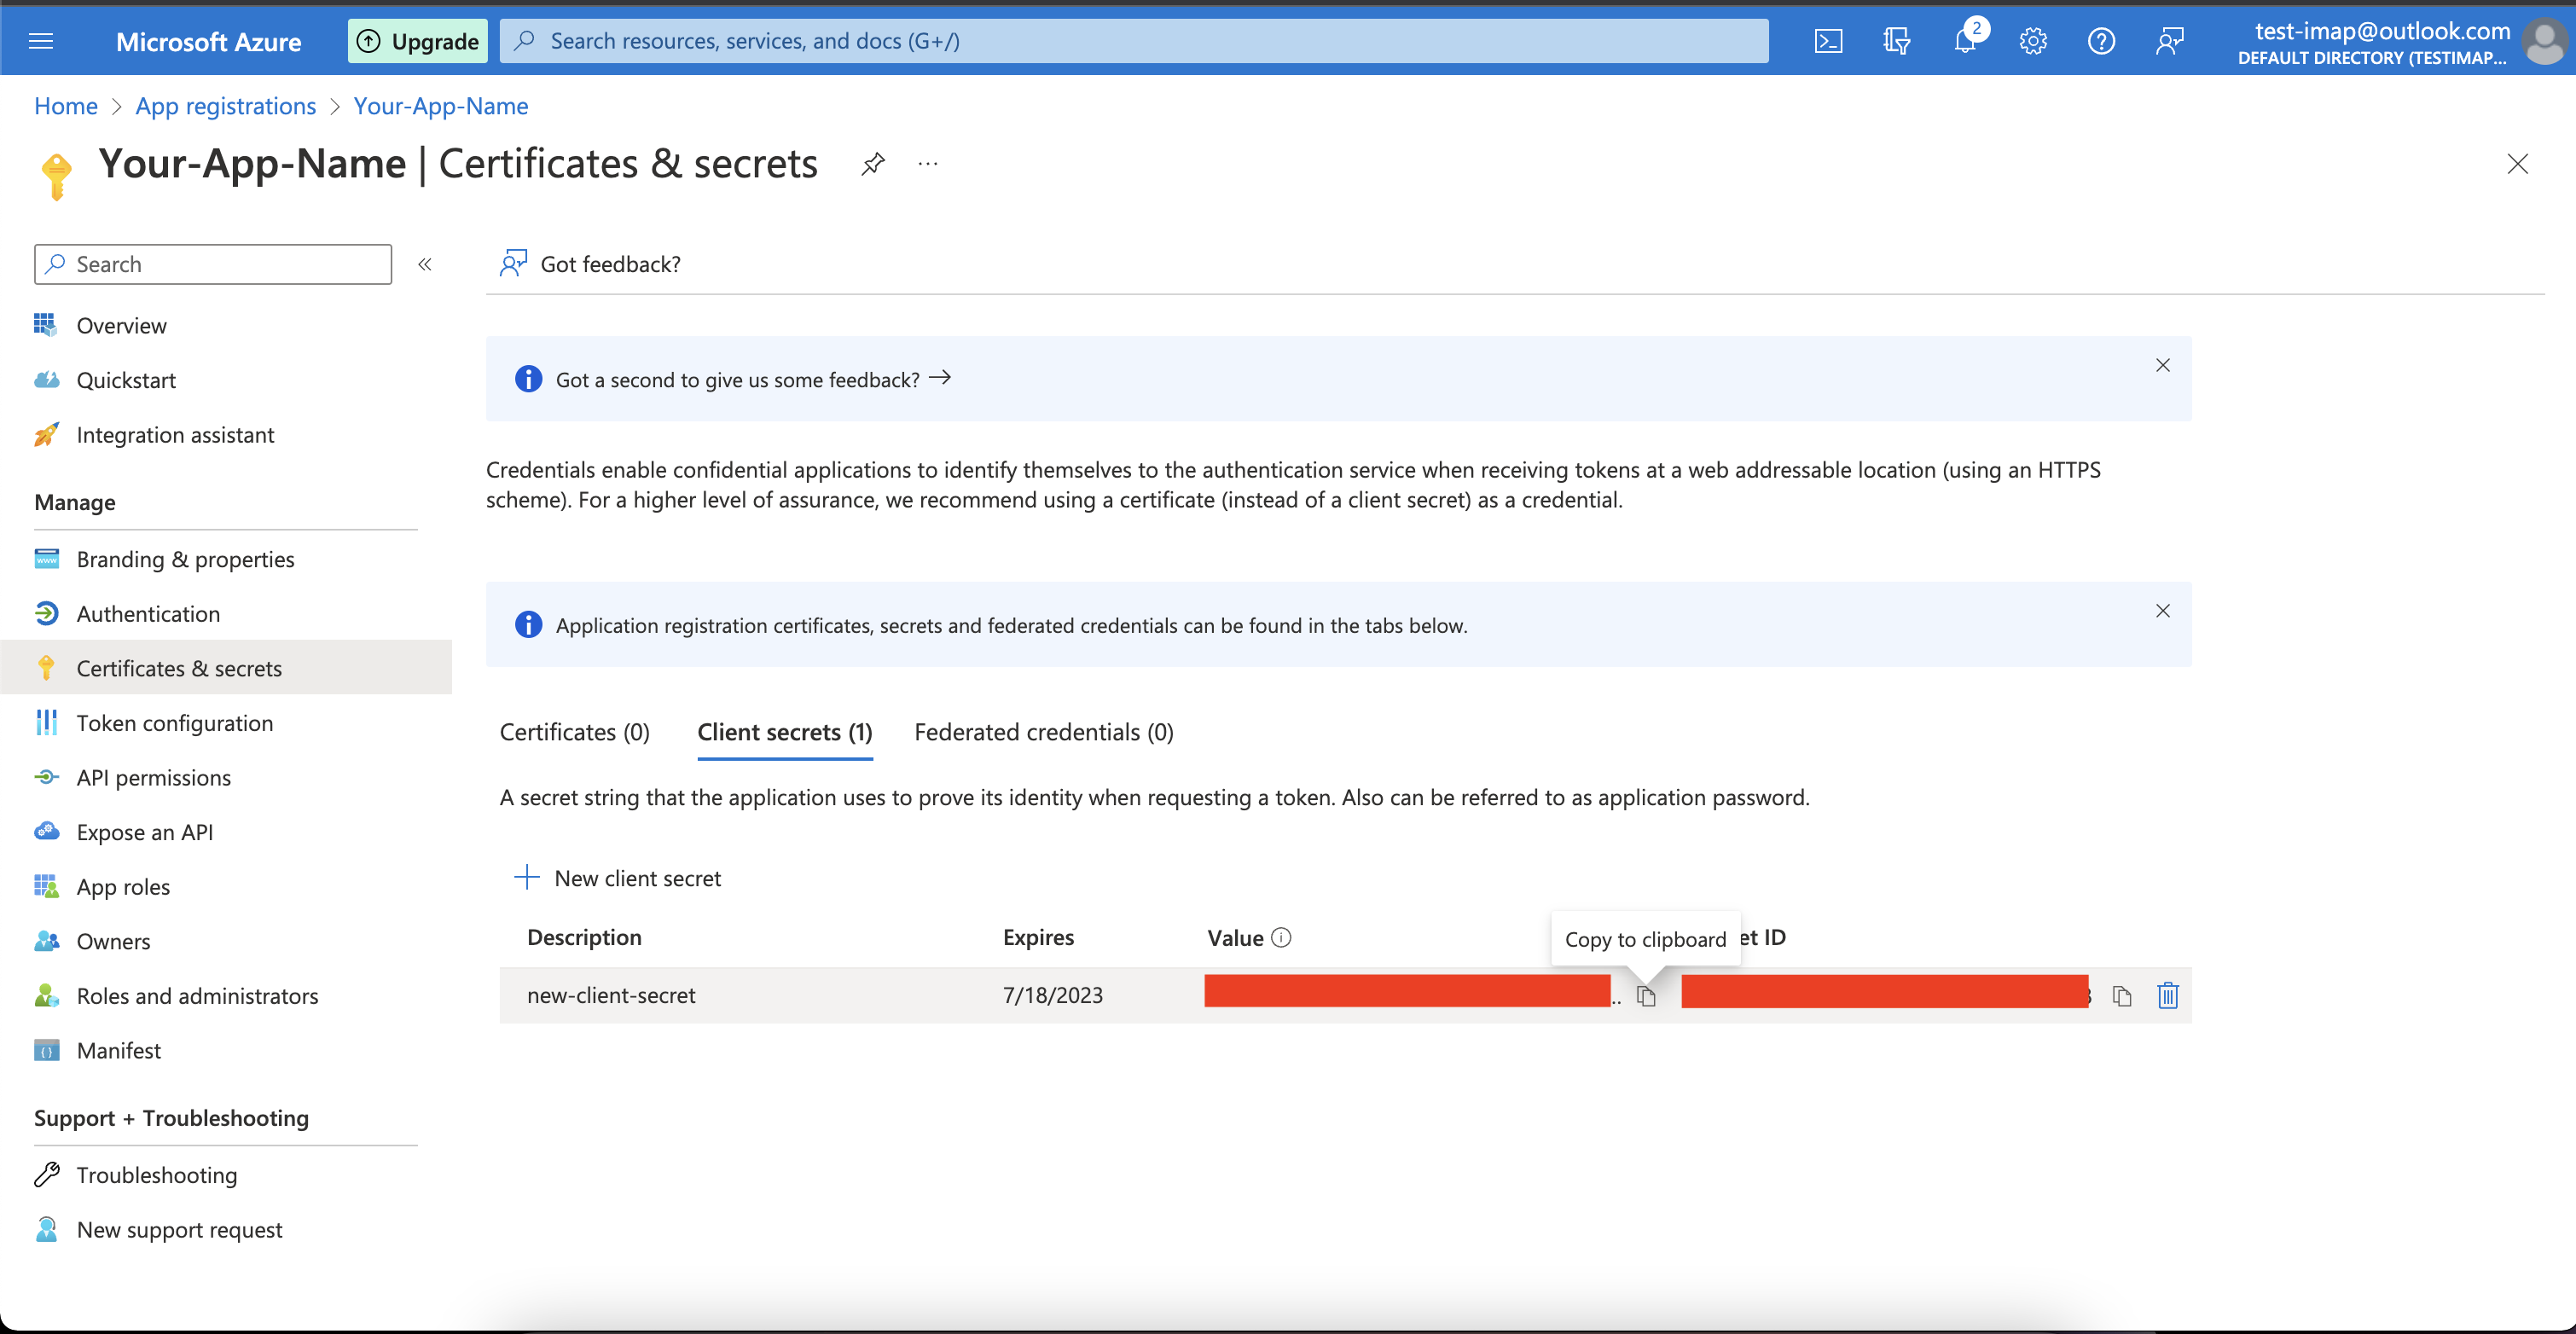 Microsoft Azure
Upgrade
Search resources, services, and docs (G+/)
2
test-imap@outlook.com
DEFAULT DIRECTORY (TESTIMAP...
Home > App registrations > Your-App-Name
Your-App-Name | Certificates & secrets
Search
Got feedback?
Overview
Quickstart
Integration assistant
Manage
Branding & properties
Authentication
Certificates & secrets
Token configuration
API permissions
Expose an API
App roles
Owners
Roles and administrators
Manifest
Support + Troubleshooting
Troubleshooting
New support request
Got a second to give us some feedback?
Credentials enable confidential applications to identify themselves to the authentication service when receiving tokens at a web addressable location (using an HTTPS
scheme). For a higher level of assurance, we recommend using a certificate (instead of a client secret) as a credential.
Application registration certificates, secrets and federated credentials can be found in the tabs below.
Certificates (0) Client secrets (1) Federated credentials (0)
A secret string that the application uses to prove its identity when requesting a token. Also can be referred to as application password.
New client secret
Description Expires Value Copy to clipboard et ID
new-client-secret 7/18/2023 ..